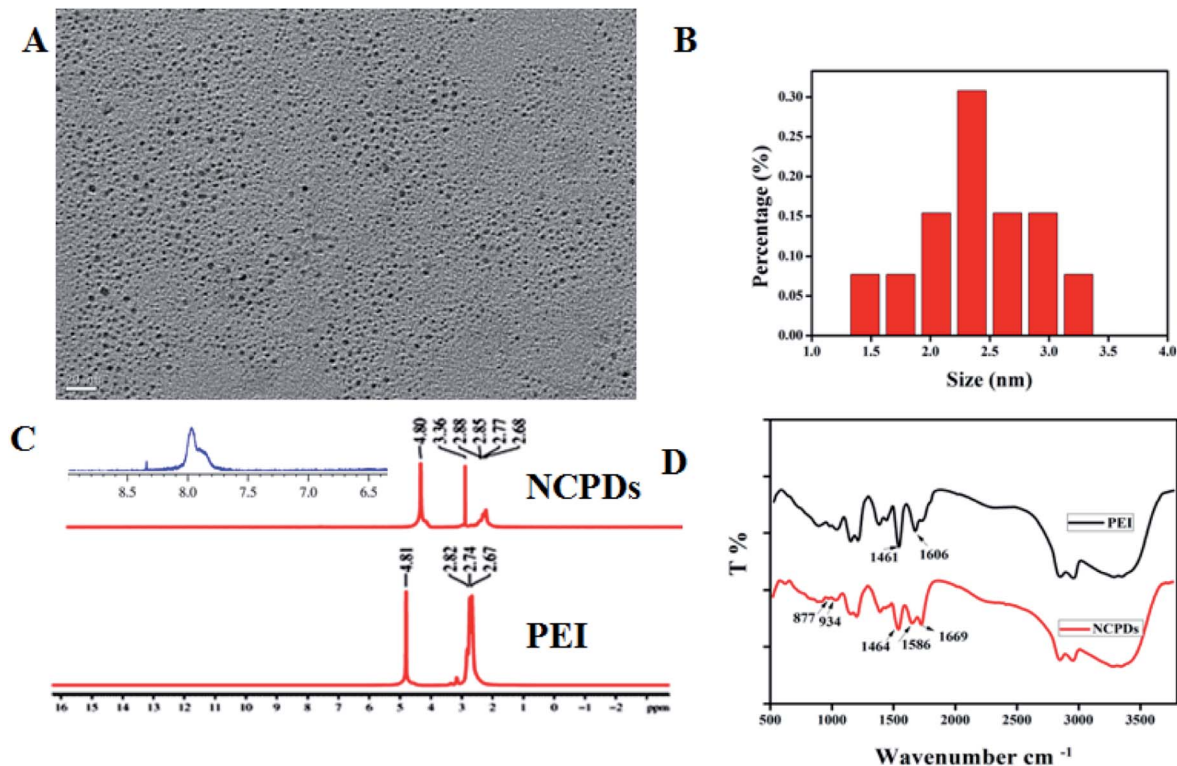 A
B
Percentage (%)
0.30
0.25
0.20
0.15
0.10
0.05
0.00
1.0 1.5 2.0 2.5 3.0 3.5 4.0
Size (nm)
C
8.5 8.0 7.5 7.0 6.5
4.80
3.36
2.88
2.85
2.77
2.68
NCPDs
4.81
2.82
2.74
2.67
PEI
16 15 14 13 12 11 10 9 8 7 6 5 4 3 2 1 0 −1 −2 ppm
D
T %
PEI
1461 1606
NCPDs
877
934
1464 1586 1669
500 1000 1500 2000 2500 3000 3500
Wavenumber cm -1